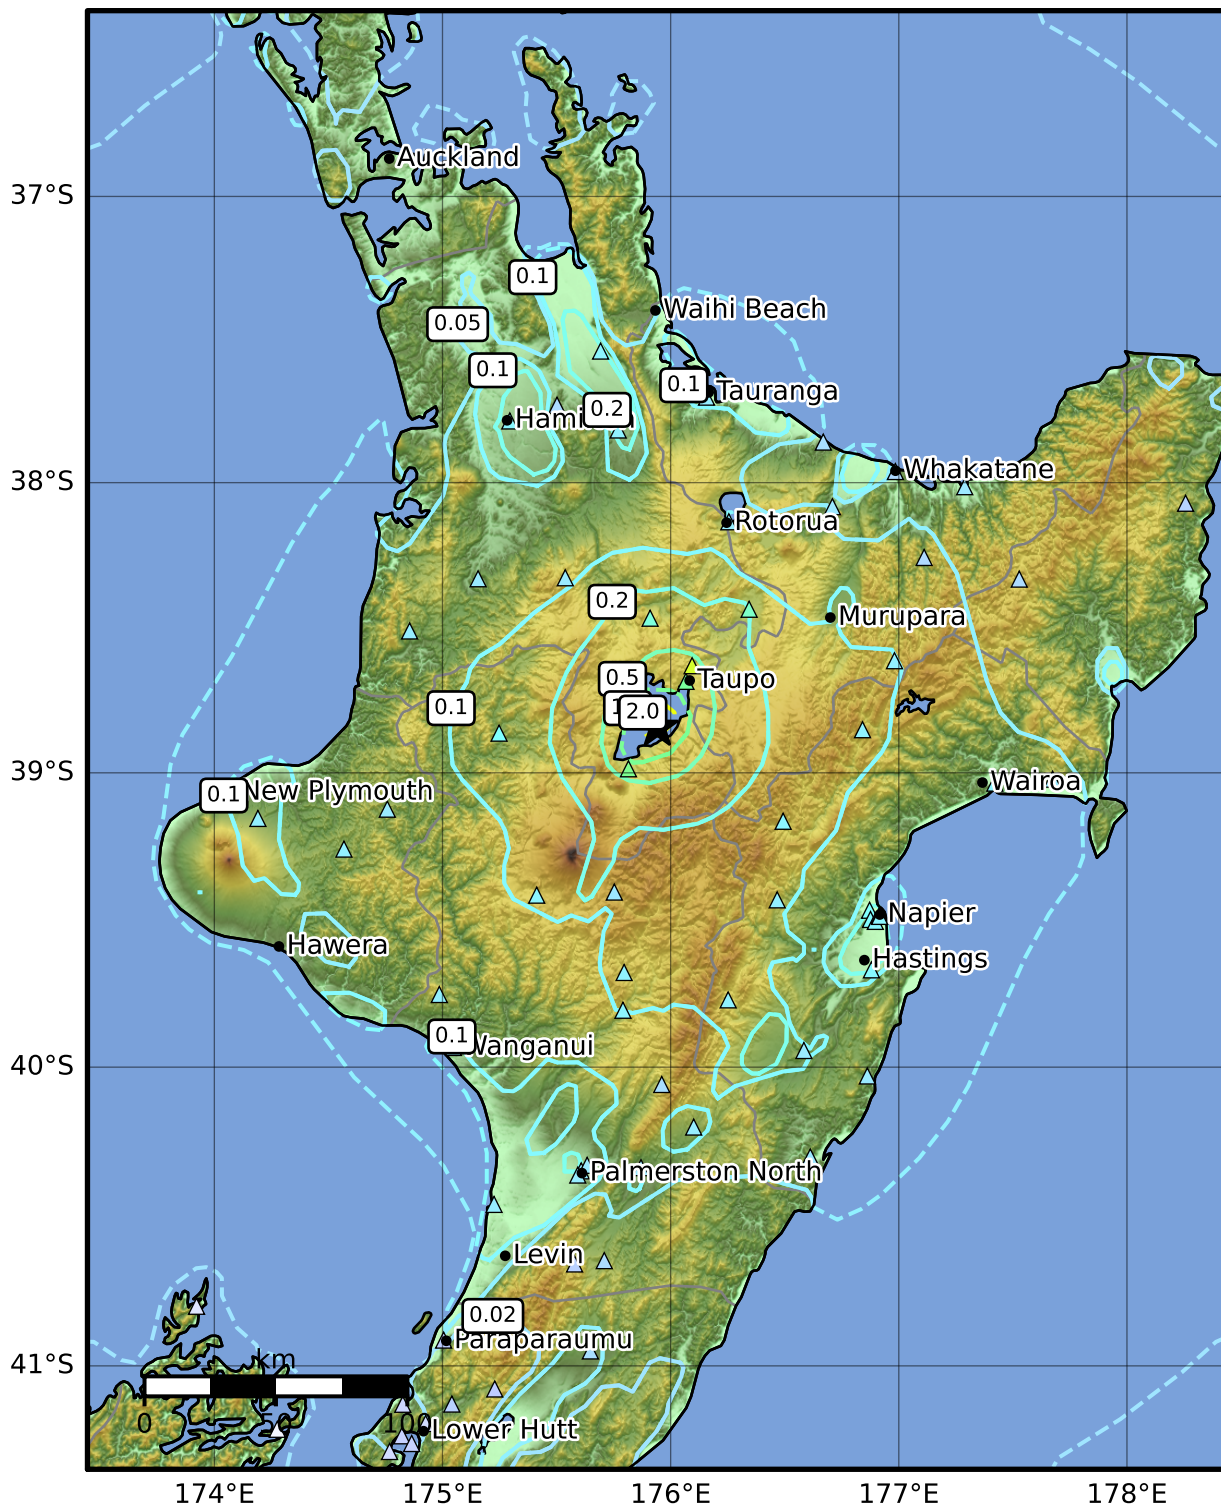 Auckland
37°S
0.1
Waihi Beach
0.05
0.1
0.1
Tauranga
0.2
Whakatane
38°S
Rotorua
0.2
Murupara
0.5
Taupo
0.1
2.0
39°S
Wairoa
0.1
New Plymouth
Napier
Hawera
Hastings
0.1
Wanganui
40°S
Palmerston North
Levin
0.02
Paraparaumu
km
41°S
0
50
100
Lower Hutt
174°E
175°E
176°E
177°E
178°E